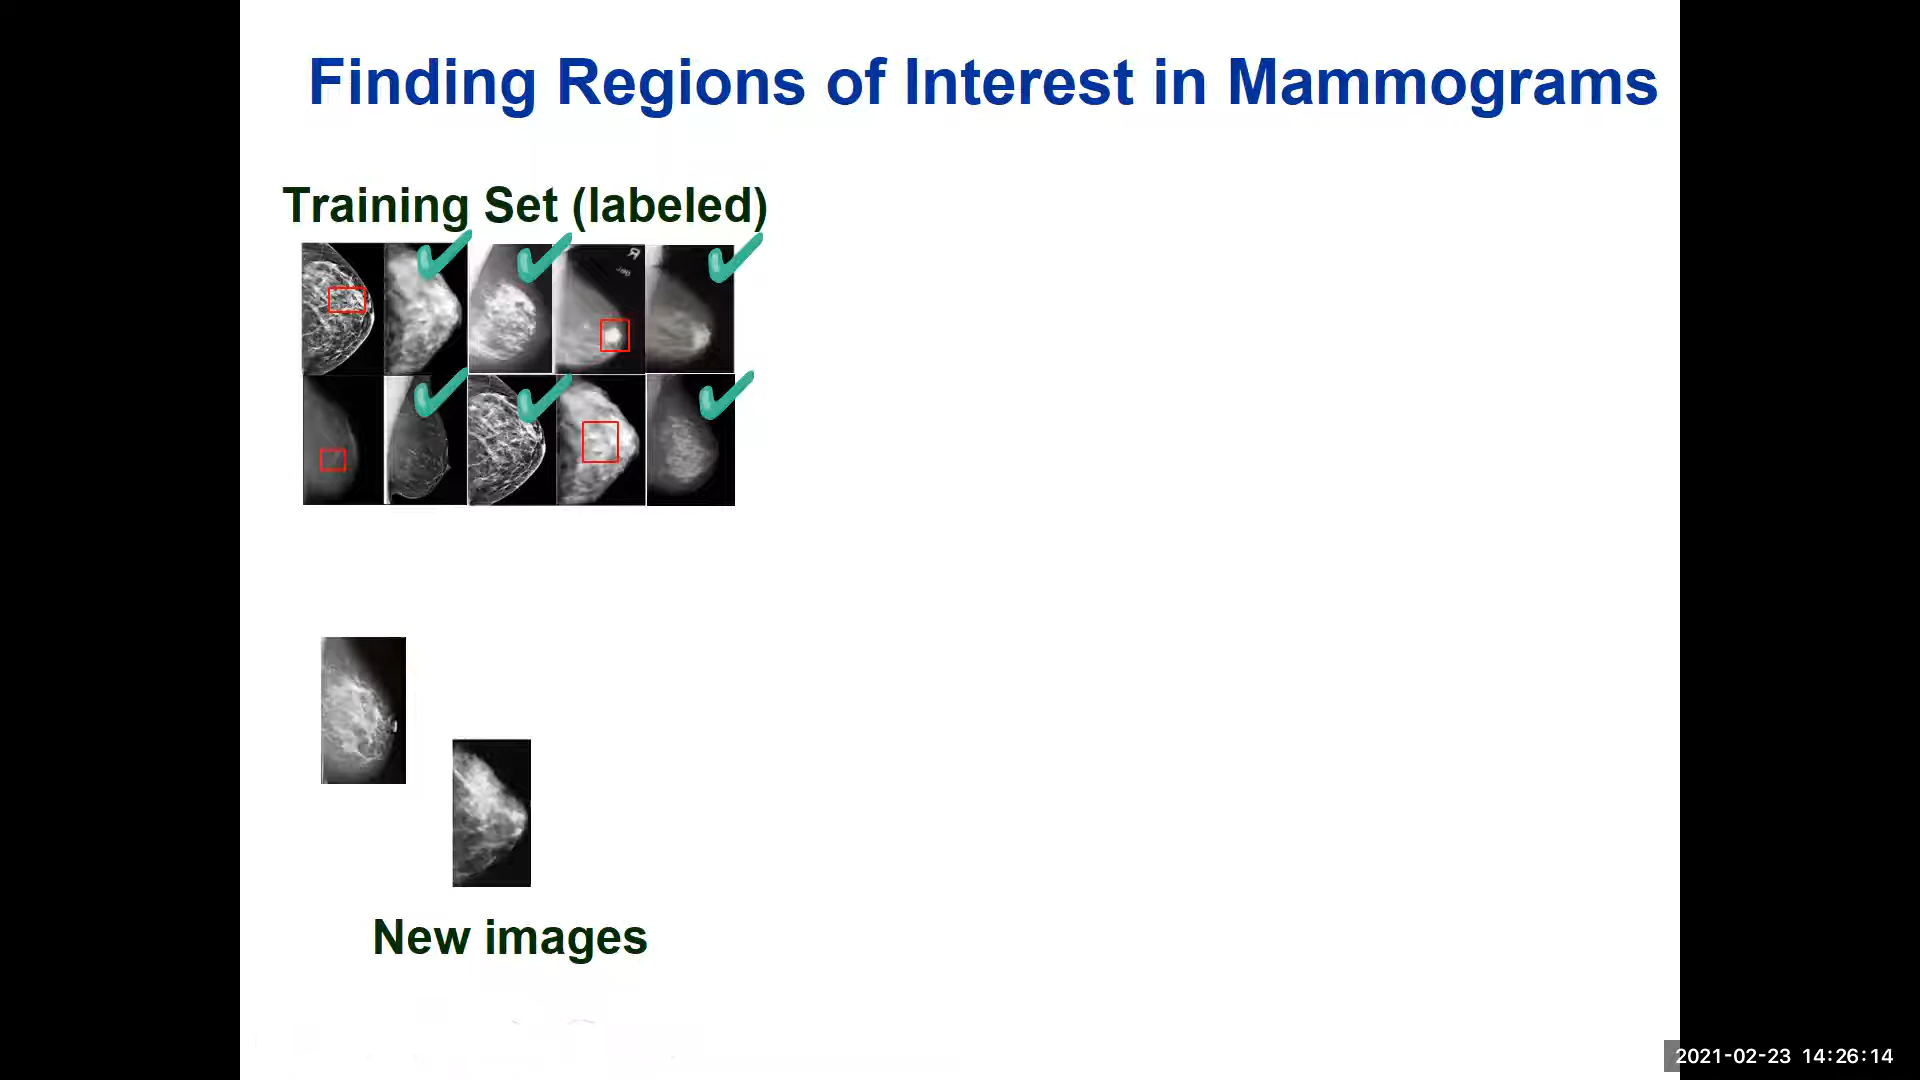 Finding Regions of Interest in Mammograms
Training Set (labeled)
R
New images
2021-02-23 14:26:14